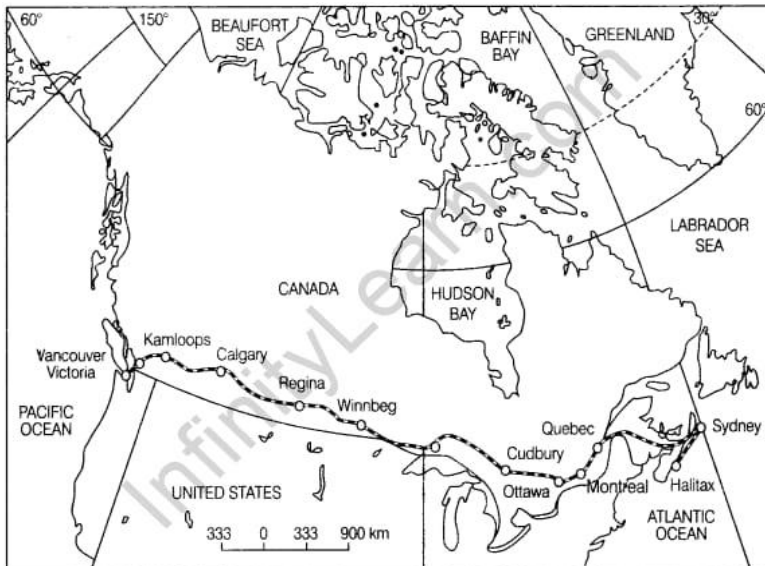 60°
150°
BEAUFORT
SEA
BAFFIN
BAY
GREENLAND
30°
60°
LABRADOR
SEA
CANADA
HUDSON
BAY
Vancouver
Victoria
Kamloops
Calgary
Regina
Winnbeg
PACIFIC
OCEAN
UNITED STATES
Cudbury
Ottawa
Quebec
Montreal
Sydney
Halitax
ATLANTIC
OCEAN
333 0 333 900 km
InfinityLearn.com